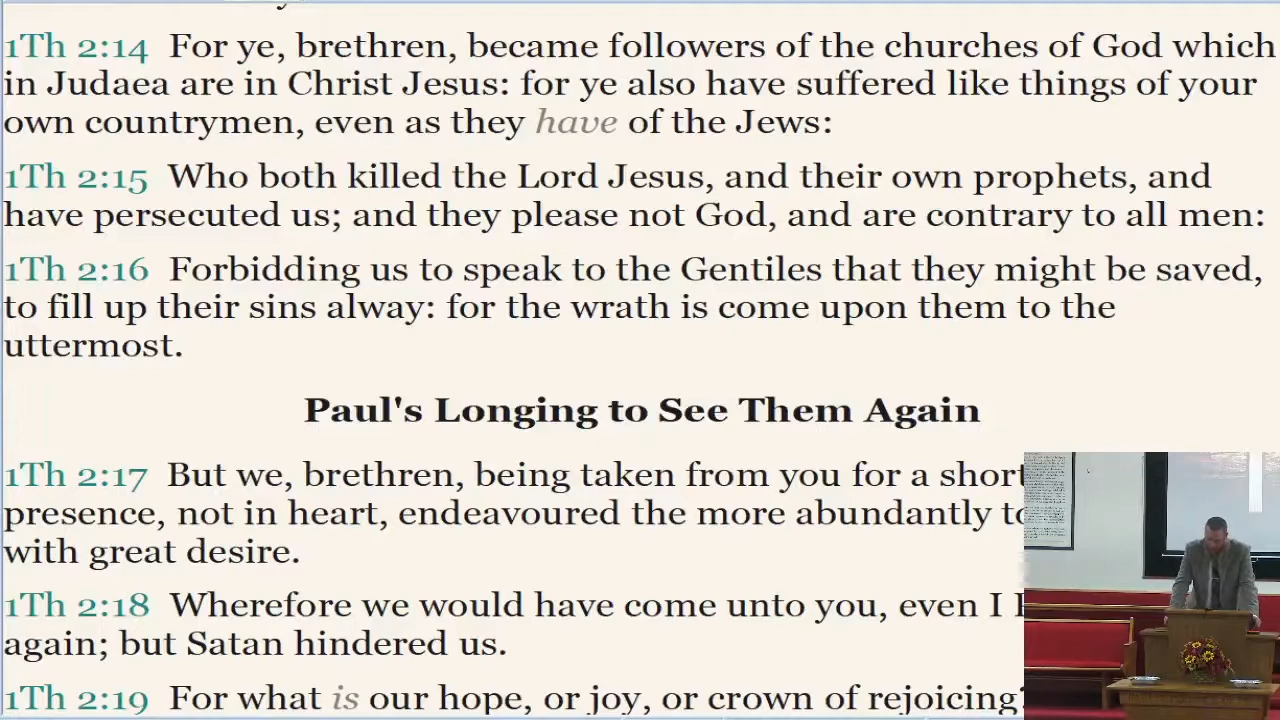 1Th 2:14 For ye, brethren, became followers of the churches of God which
in Judaea are in Christ Jesus: for ye also have suffered like things of your
own countrymen, even as they have of the Jews:
1Th 2:15 Who both killed the Lord Jesus, and their own prophets, and
have persecuted us; and they please not God, and are contrary to all men:
1Th 2:16 Forbidding us to speak to the Gentiles that they might be saved,
to fill up their sins alway: for the wrath is come upon them to the
uttermost.
Paul's Longing to See Them Again
1Th 2:17 But we, brethren, being taken from you for a short
presence, not in heart, endeavoured the more abundantly to
with great desire.
1Th 2:18 Wherefore we would have come unto you, even I
again; but Satan hindered us.
1Th 2:19 For what is our hope, or joy, or crown of rejoicing?